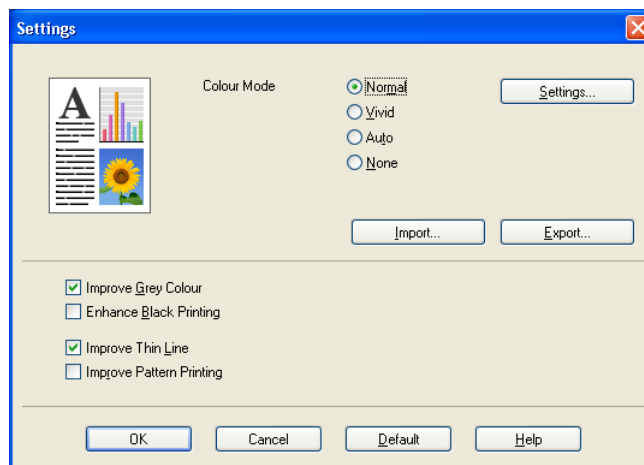 Settings
A
Colour Mode
Normal
Settings...
Vivid
Auto
None
Import...
Export...
Improve Grey Colour
Enhance Black Printing
Improve Thin Line
Improve Pattern Printing
OK
Cancel
Default
Help